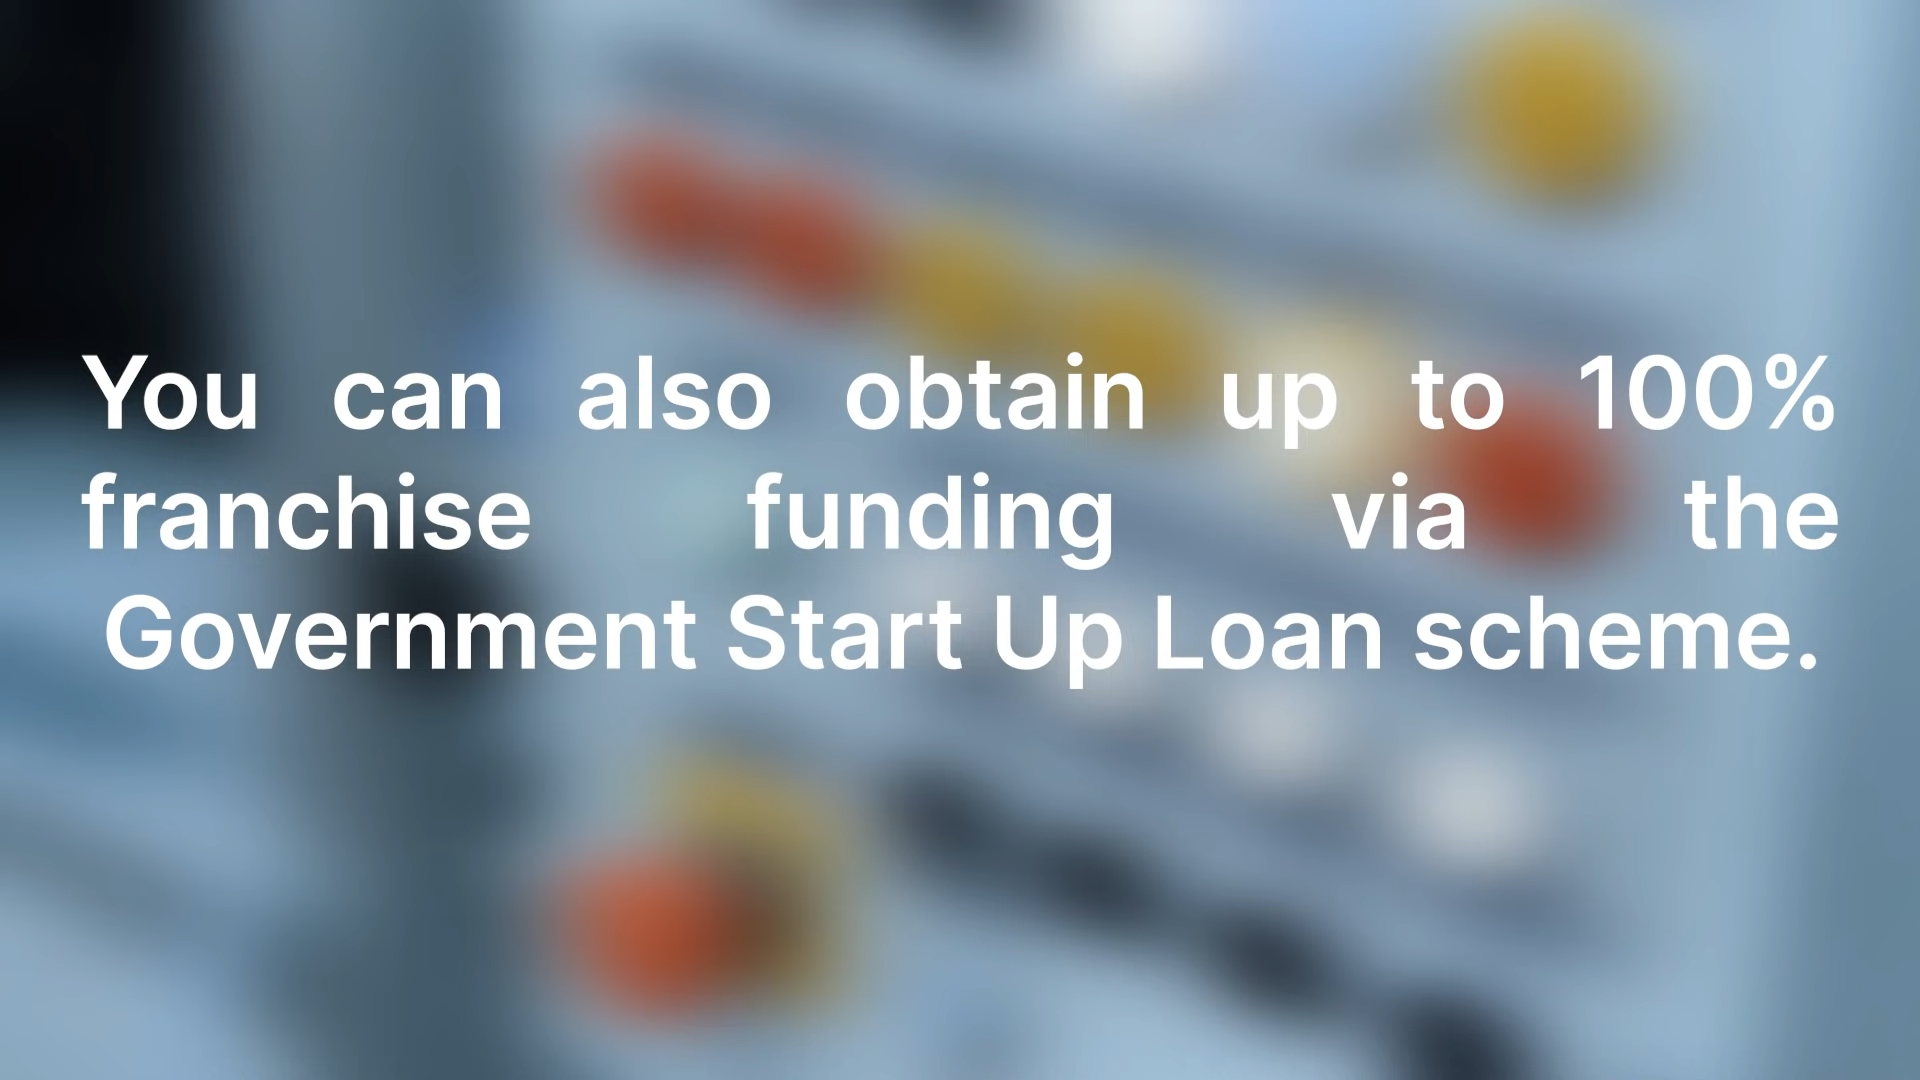 You can also obtain up to 100%
franchise funding via the
Government Start Up Loan scheme.